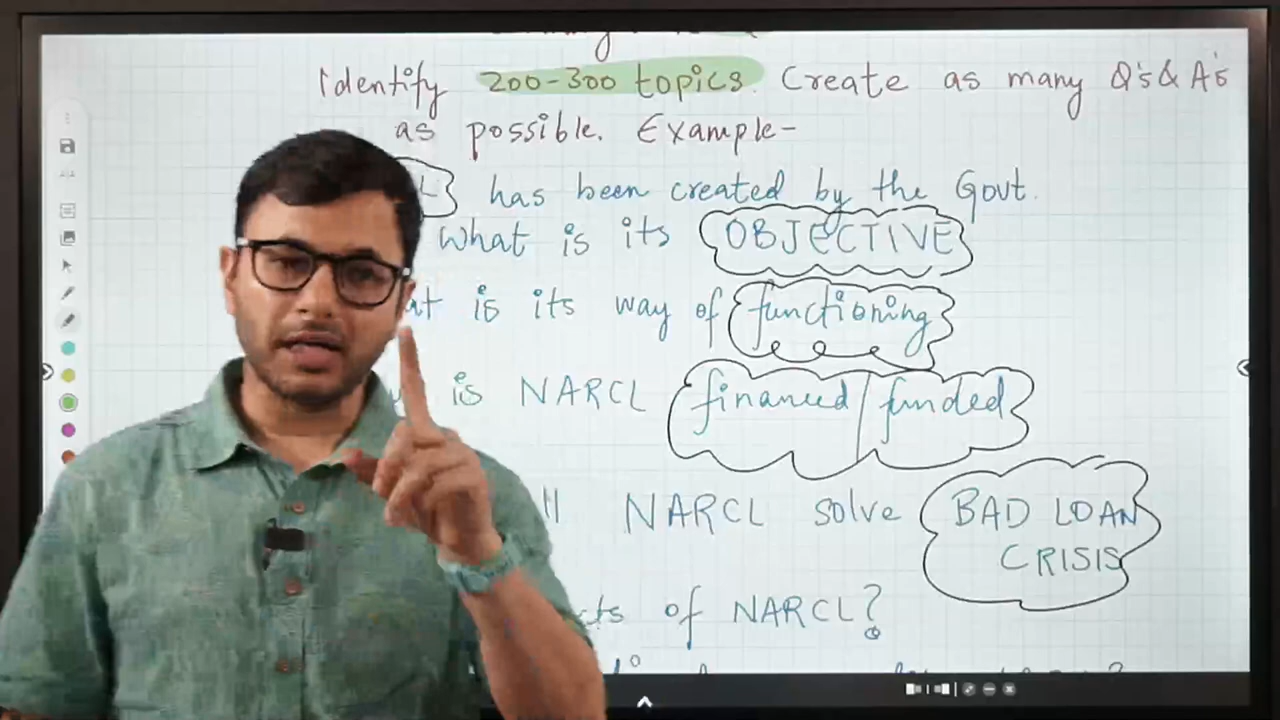 Identify 200-300 topics. Create as many Q's & A's
as possible. Example-
has been created by the Govt.
What is its OBJECTIVE
is its way of functioning
is NARCL financed/funded
NARCL solve BAD LOAN
CRISIS
of NARCL?